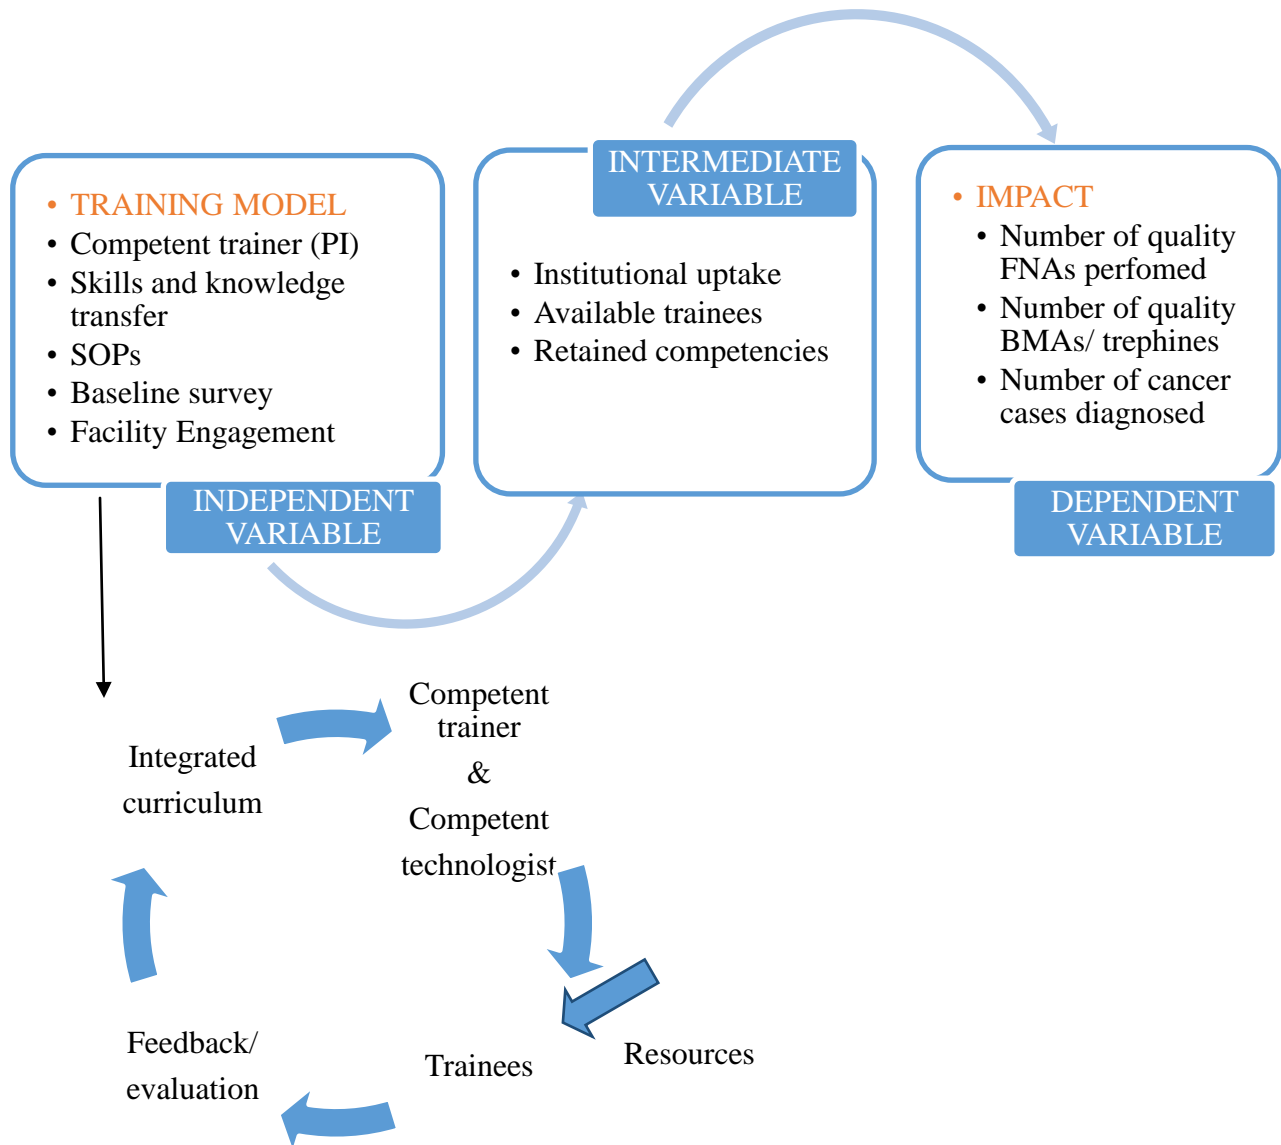 • TRAINING MODEL
• Competent trainer (PI)
• Skills and knowledge
transfer
• SOPs
• Baseline survey
• Facility Engagement
INDEPENDENT
VARIABLE
INTERMEDIATE
VARIABLE
• Institutional uptake
• Available trainees
• Retained competencies
• IMPACT
• Number of quality
FNAs perfomed
• Number of quality
BMAs/ trephines
• Number of cancer
cases diagnosed
DEPENDENT
VARIABLE
Integrated
curriculum
Competent
trainer
&
Competent
technologist
Resources
Trainees
Feedback/
evaluation